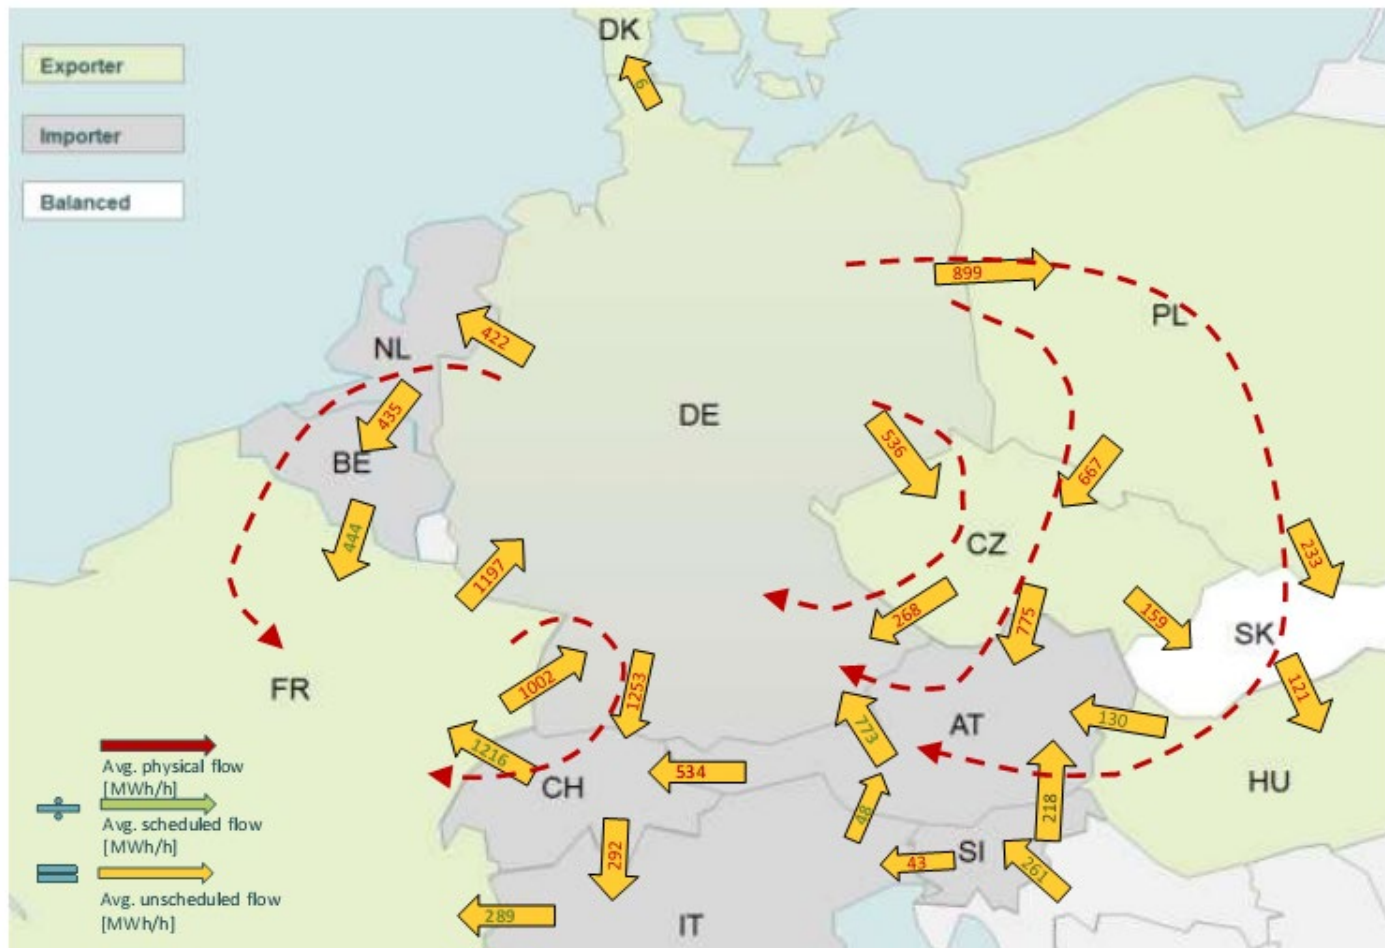 DK
Exporter
6
Importer
Balanced
899
PL
422
NL
435
DE
536
BE
667
444
CZ
1197
233
268
775
159
SK
FR
1002
1253
121
773
AT
130
1216
534
CH
HU
Avg. physical flow
[MWh/h]
48
218
Avg. scheduled flow
[MWh/h]
292
43
SI
261
Avg. unscheduled flow
[MWh/h]
289
IT